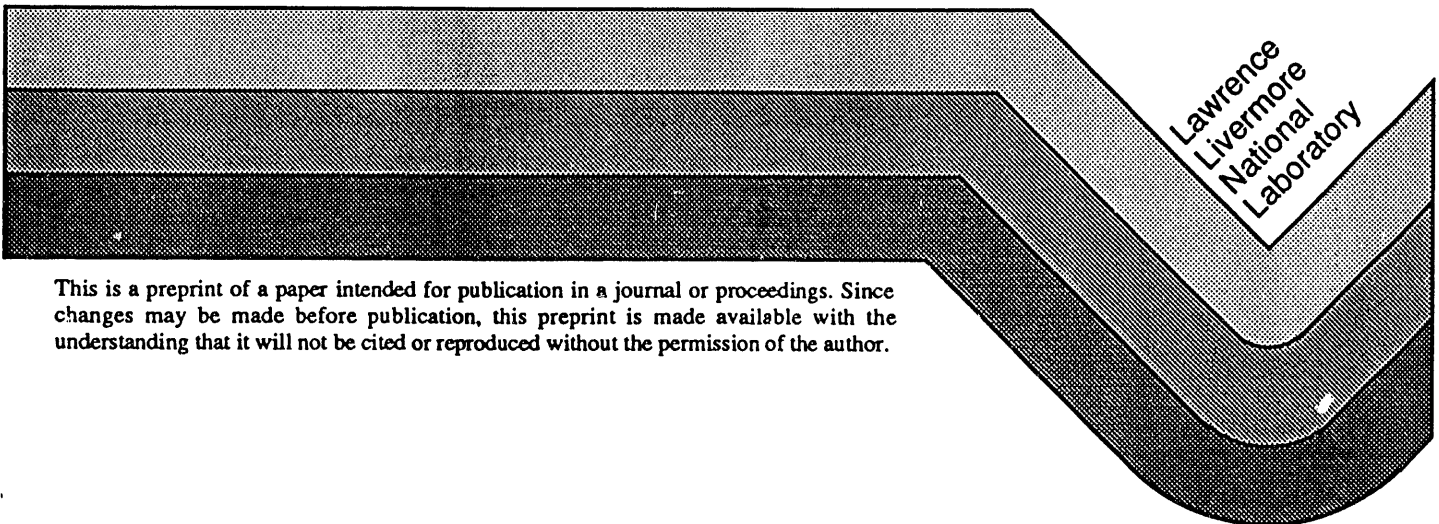 Lawrence
Livermore
National
Laboratory
This is a preprint of a paper intended for publication in a journal or proceedings. Since
changes may be made before publication, this preprint is made available with the
understanding that it will not be cited or reproduced without the permission of the author.